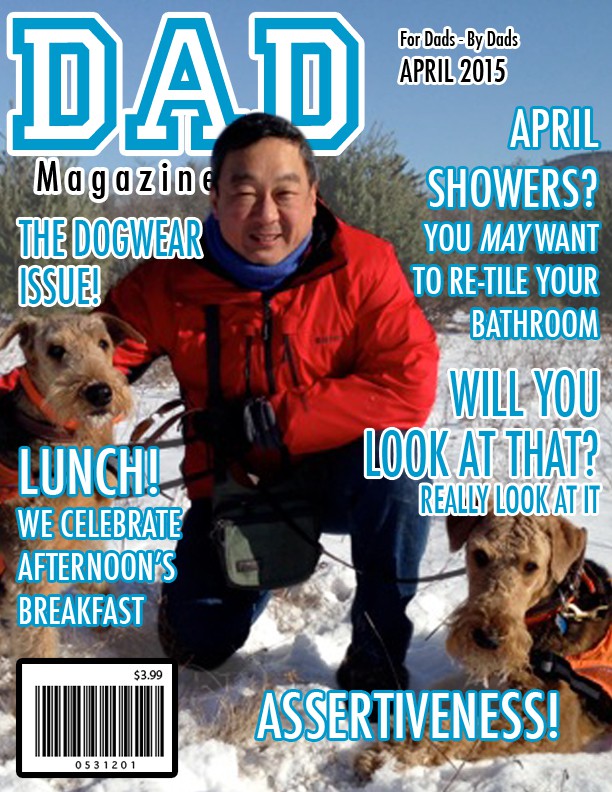 DAD
Magazine
For Dads - By Dads
APRIL 2015
THE DOGWEAR
ISSUE!
APRIL
SHOWERS?
YOU MAY WANT
TO RE-TILE YOUR
BATHROOM
WILL YOU
LOOK AT THAT?
REALLY LOOK AT IT
LUNCH!
WE CELEBRATE
AFTERNOON'S
BREAKFAST
ASSERTIVENESS!
$3.99
0531201